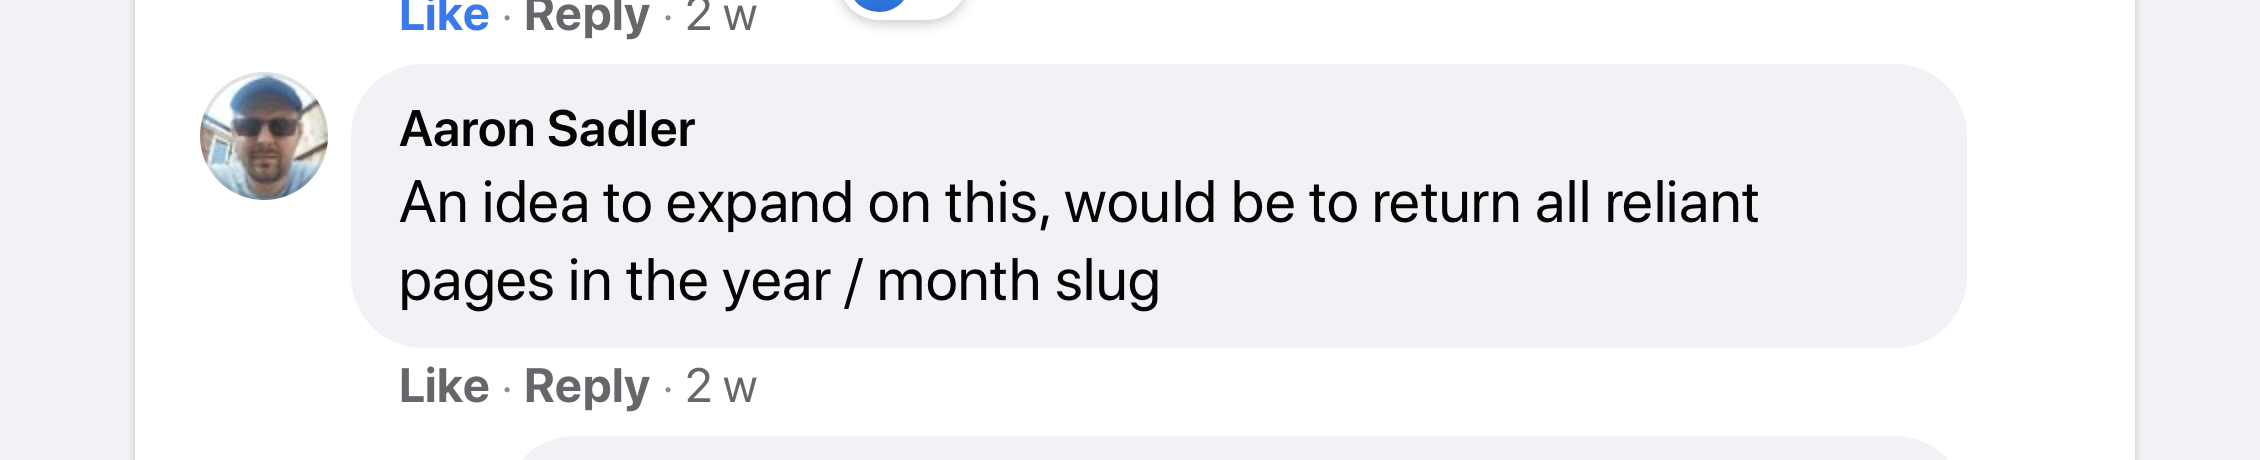 Like · Reply · 2 w
Aaron Sadler
An idea to expand on this, would be to return all reliant
pages in the year / month slug
Like · Reply · 2 w